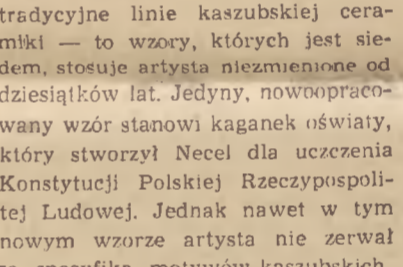 tradycyjne linie kaszubskiej cera-
miki — to wzory, których jest sie-
dem, stosuje artysta niezmienione od
dziesiątków lat. Jedyny, nowoopraco-
wany wzór stanowi kaganek oświaty,
który stworzył Necel dla uczczenia
Konstytucji Polskiej Rzeczypospoli-
tej Ludowej. Jednak nawet w tym
nowym wzorze artysta nie zerwał
motywów kaszubskich